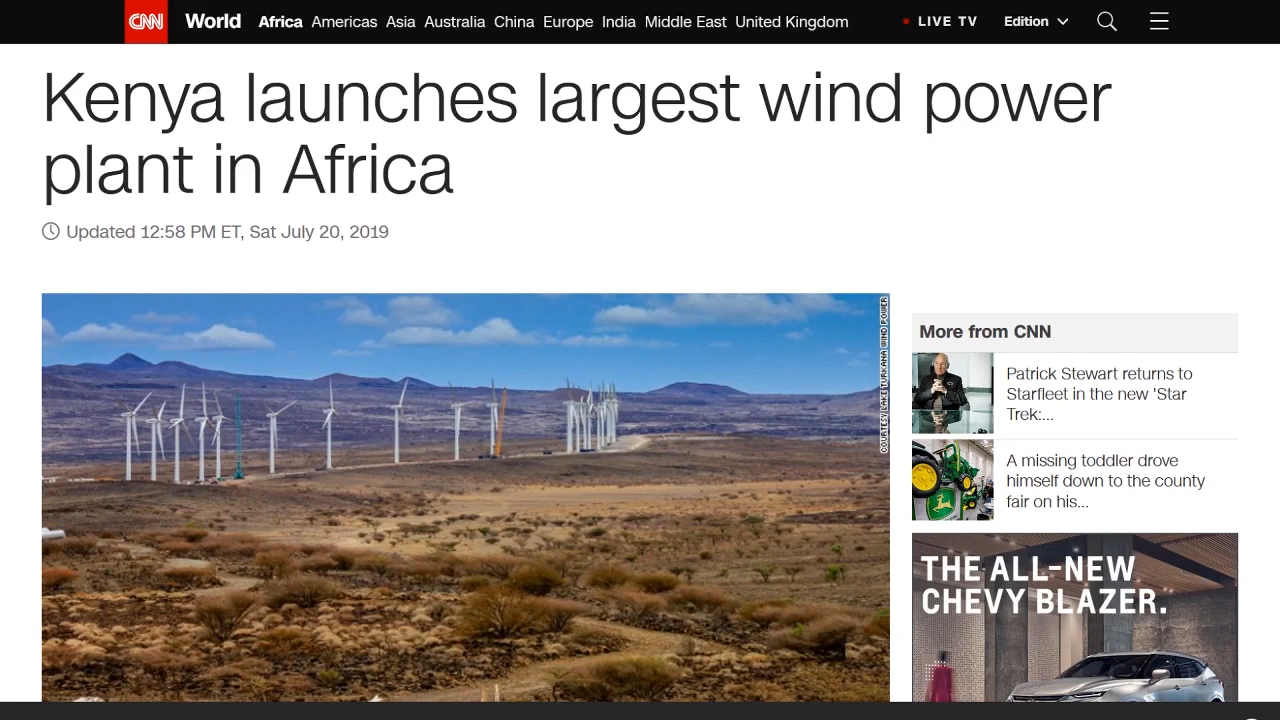 CNN World Africa Americas Asia Australia China Europe India Middle East United Kingdom LIVE TV Edition
Kenya launches largest wind power
plant in Africa
Updated 12:58 PM ET, Sat July 20, 2019
COURTESY LAKE TURKANA WIND POWER
More from CNN
Patrick Stewart returns to
Starfleet in the new 'Star
Trek:...
A missing toddler drove
himself down to the county
fair on his...
THE ALL-NEW
CHEVY BLAZER.